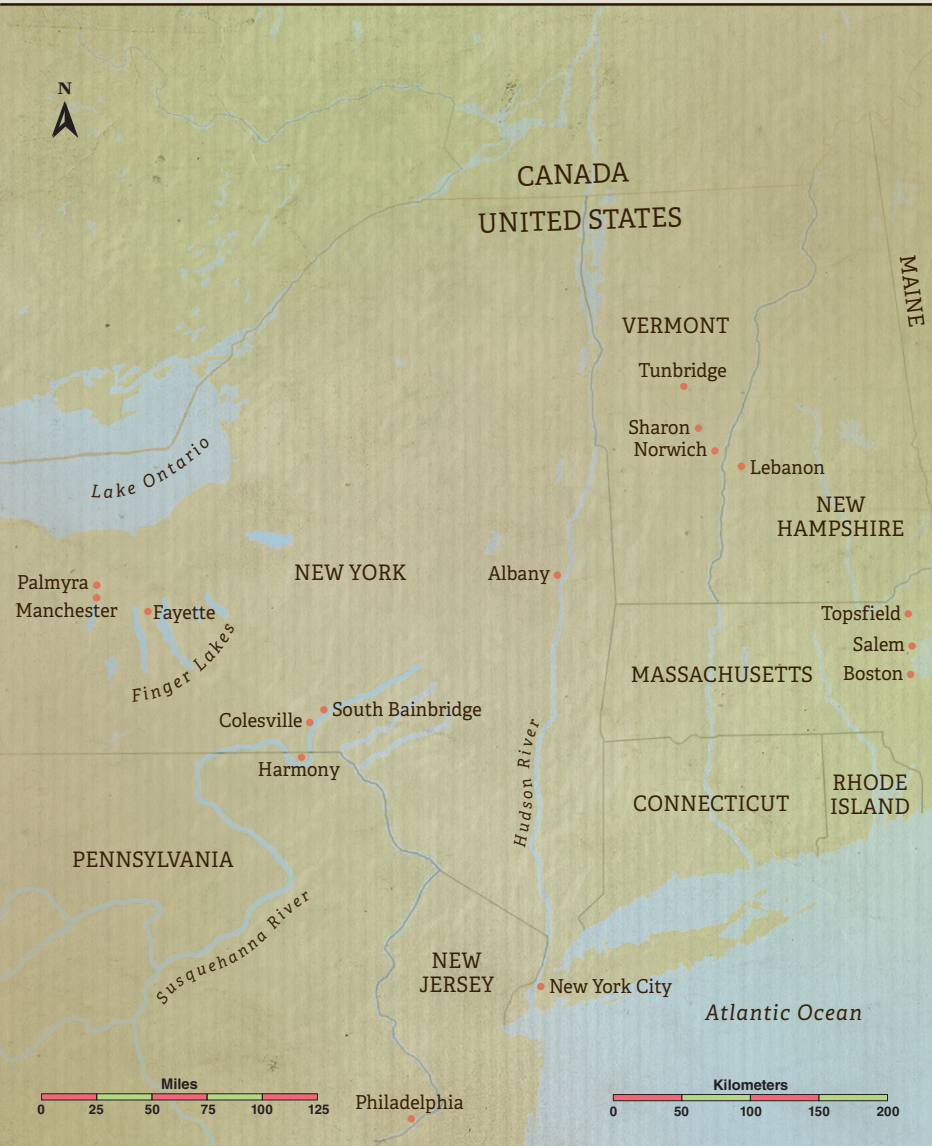 N
CANADA
UNITED STATES
MAINE
VERMONT
Tunbridge
Sharon
Norwich
Lebanon
Lake Ontario
NEW
HAMPSHIRE
NEW YORK
Albany
Palmyra
Manchester
Fayette
Finger Lakes
Topsfield
Salem
Boston
MASSACHUSETTS
South Bainbridge
Colesville
Harmony
Hudson River
CONNECTICUT
RHODE
ISLAND
PENNSYLVANIA
Susquehanna River
NEW
JERSEY
New York City
Atlantic Ocean
Miles
0 25 50 75 100 125
Philadelphia
Kilometers
0 50 100 150 200